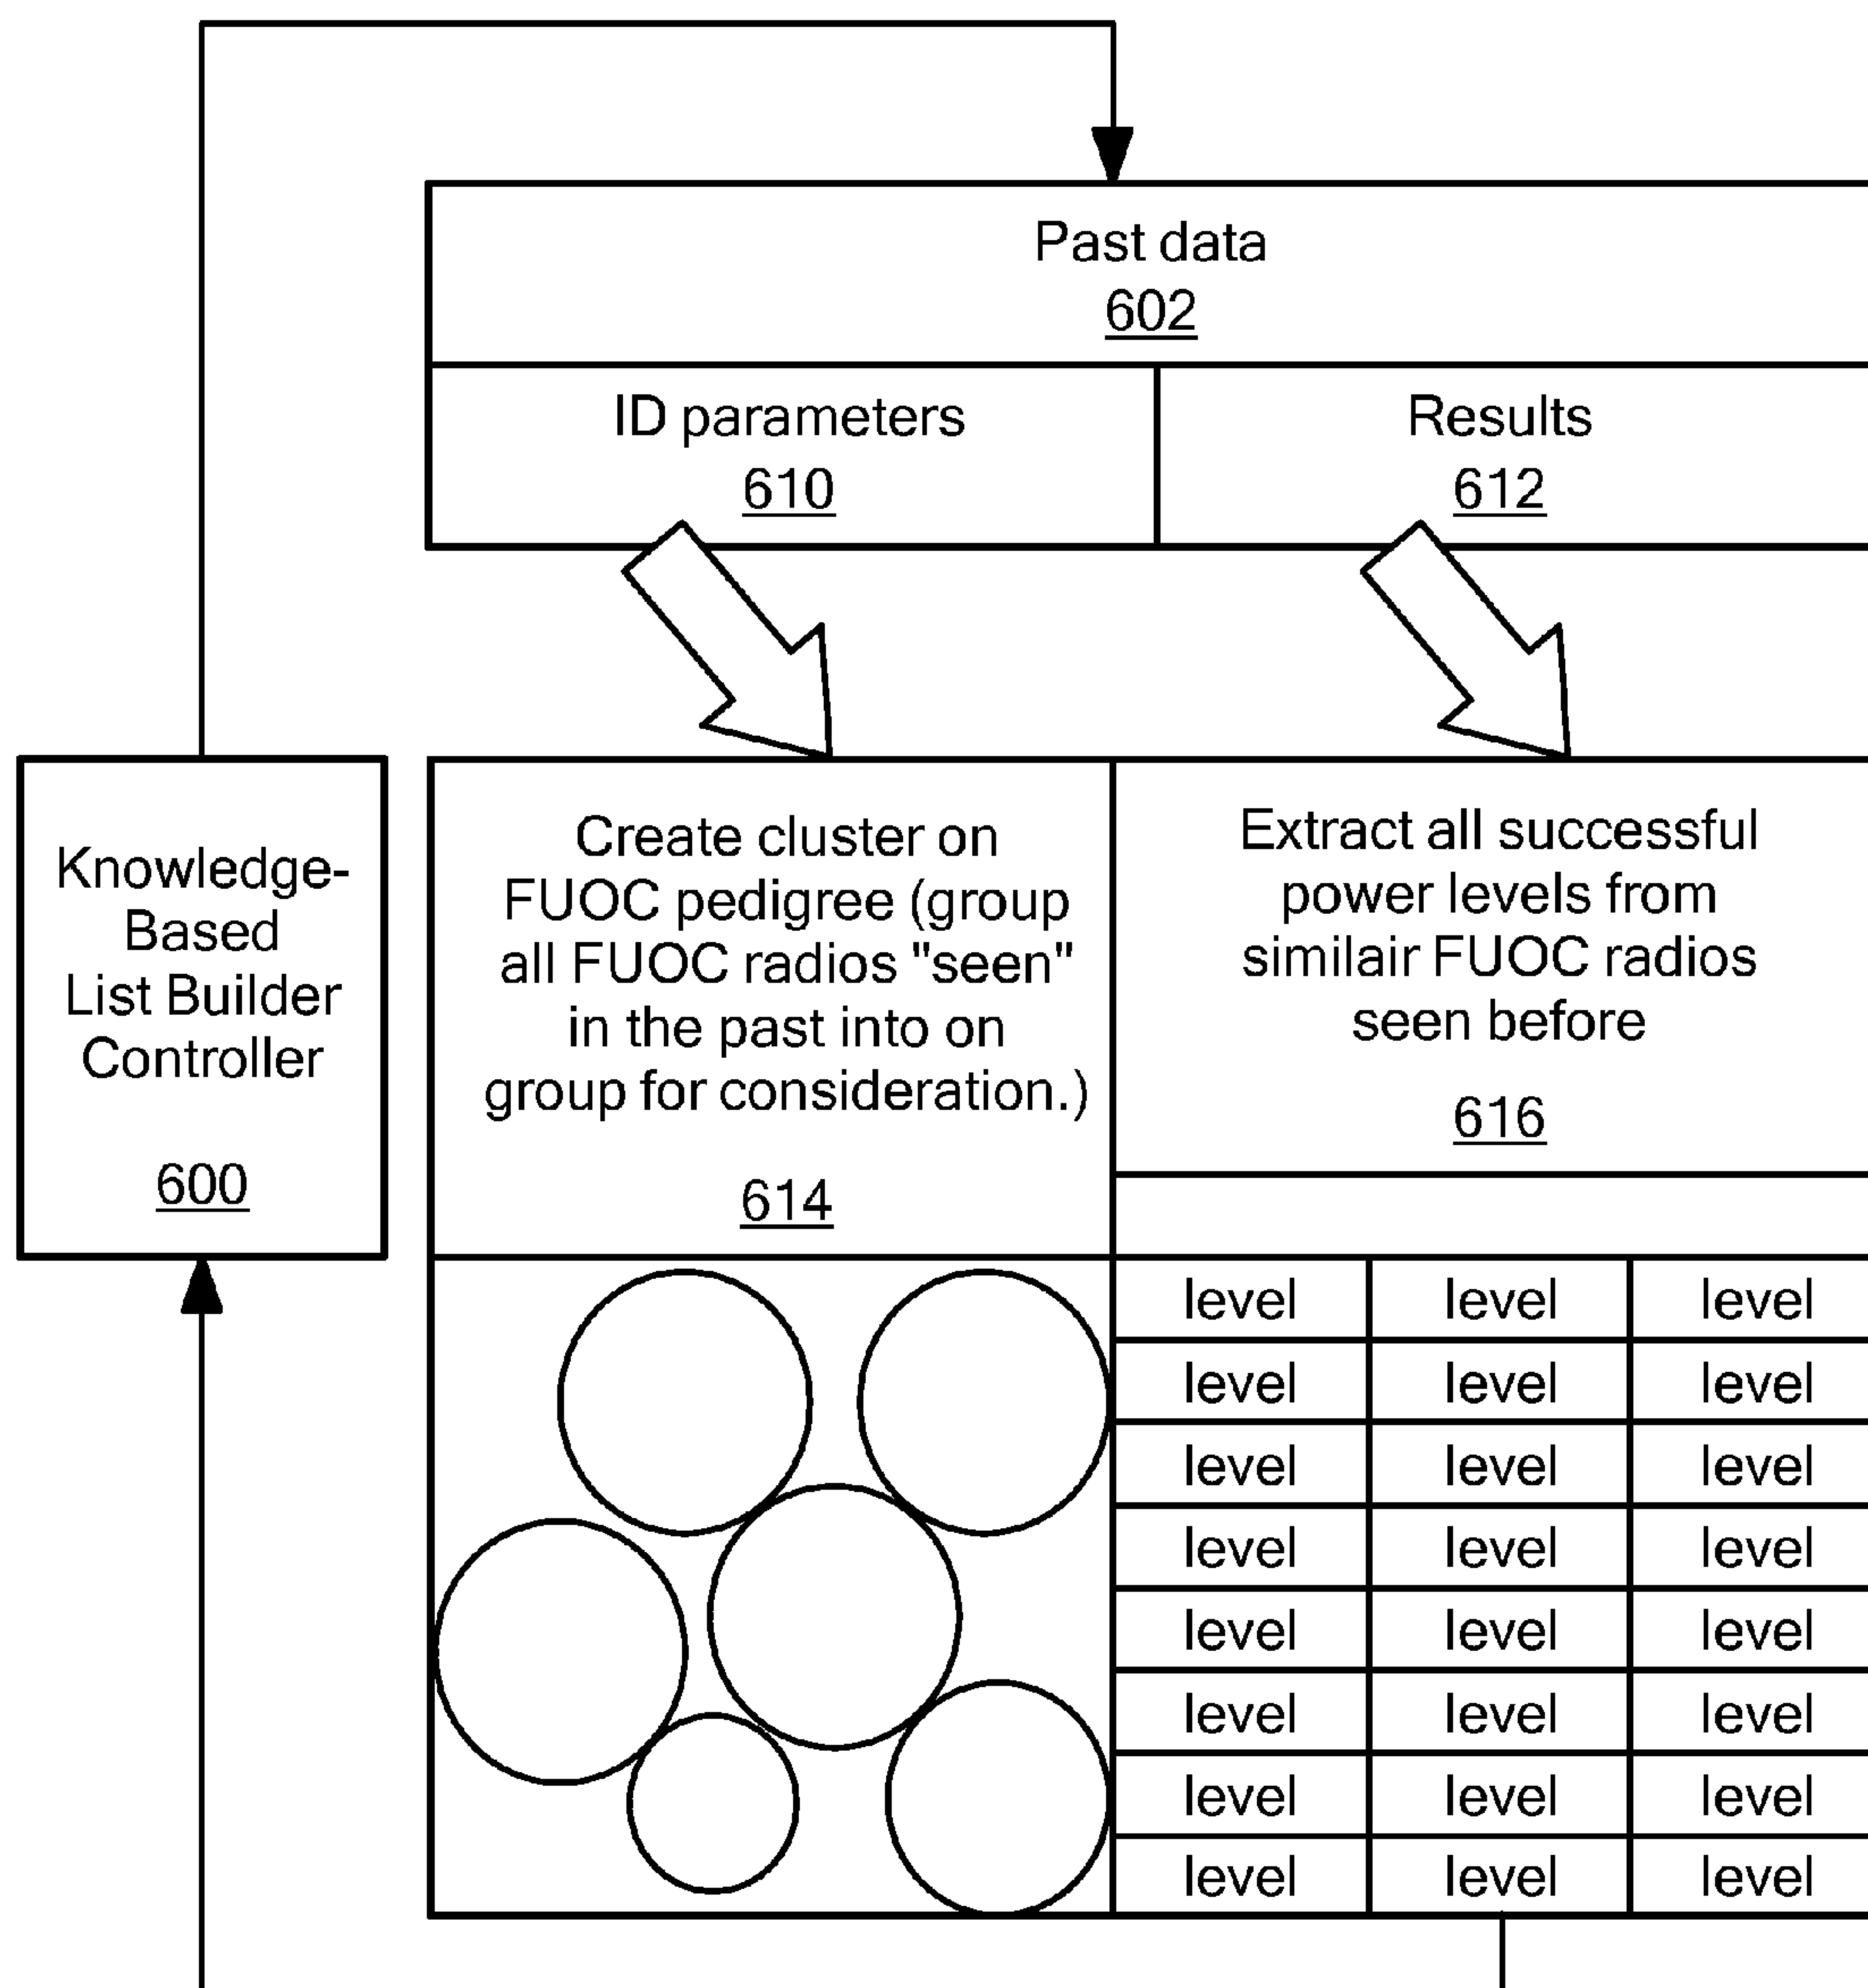 Past data
602
ID parameters
610
Results
612
Knowledge-
Based
List Builder
Controller
600
Create cluster on
FUOC pedigree (group
all FUOC radios "seen"
in the past into on
group for consideration.)
614
Extract all successful
power levels from
similair FUOC radios
seen before
616
level level level
level level level
level level level
level level level
level level level
level level level
level level level
level level level